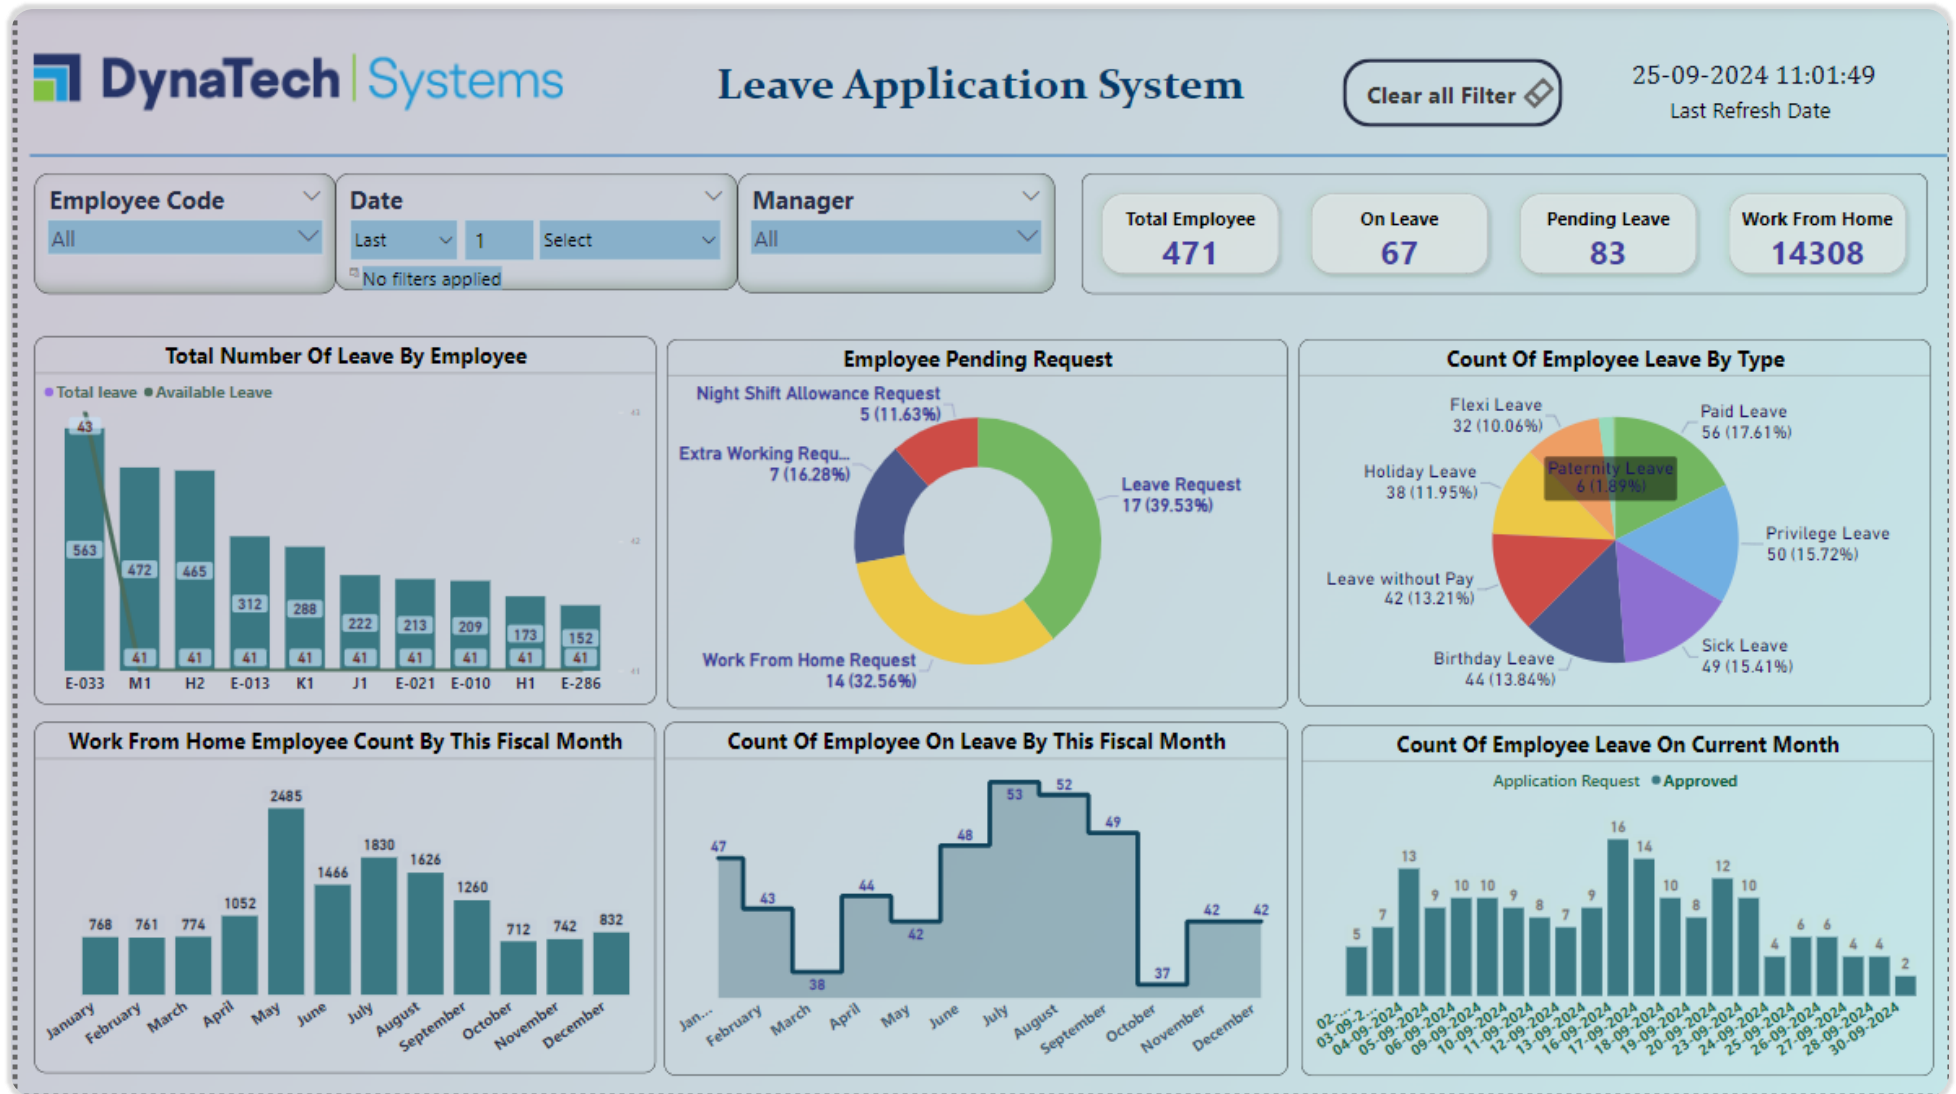 DynaTech | Systems
Leave Application System
Clear all Filter
25-09-2024 11:01:49
Last Refresh Date
Employee Code
All
Date
Last
1
Select
No filters applied
Manager
All
Total Employee
471
On Leave
67
Pending Leave
83
Work From Home
14308
Total Number Of Leave By Employee
Total leave Available Leave
43
563
472
465
312
288
222
213
209
173
152
41 41 41 41 41 41 41 41 41
E-033 M1 H2 E-013 K1 J1 E-021 E-010 H1 E-286
43
42
41
Employee Pending Request
Night Shift Allowance Request
5 (11.63%)
Extra Working Requ...
7 (16.28%)
Leave Request
17 (39.53%)
Work From Home Request
14 (32.56%)
Count Of Employee Leave By Type
Flexi Leave
32 (10.06%)
Paid Leave
56 (17.61%)
Holiday Leave
38 (11.95%)
Paternity Leave
6 (1.89%)
Privilege Leave
50 (15.72%)
Leave without Pay
42 (13.21%)
Sick Leave
49 (15.41%)
Birthday Leave
44 (13.84%)
Work From Home Employee Count By This Fiscal Month
768 761 774 1052 2485 1466 1830 1626 1260 712 742 832
January February March April May June July August September October November December
Count Of Employee On Leave By This Fiscal Month
47 43 38 44 42 48 53 52 49 37 42 42
Jan... February March April May June July August September October November December
Count Of Employee Leave On Current Month
Application Request Approved
5 7 13 9 10 10 9 8 7 9 16 14 10 8 12 10 4 6 6 4 4 2
02-... 03-09-2... 04-09-2024 05-09-2024 06-09-2024 09-09-2024 10-09-2024 11-09-2024 12-09-2024 13-09-2024 16-09-2024 17-09-2024 18-09-2024 19-09-2024 20-09-2024 23-09-2024 24-09-2024 25-09-2024 26-09-2024 27-09-2024 28-09-2024 30-09-2024